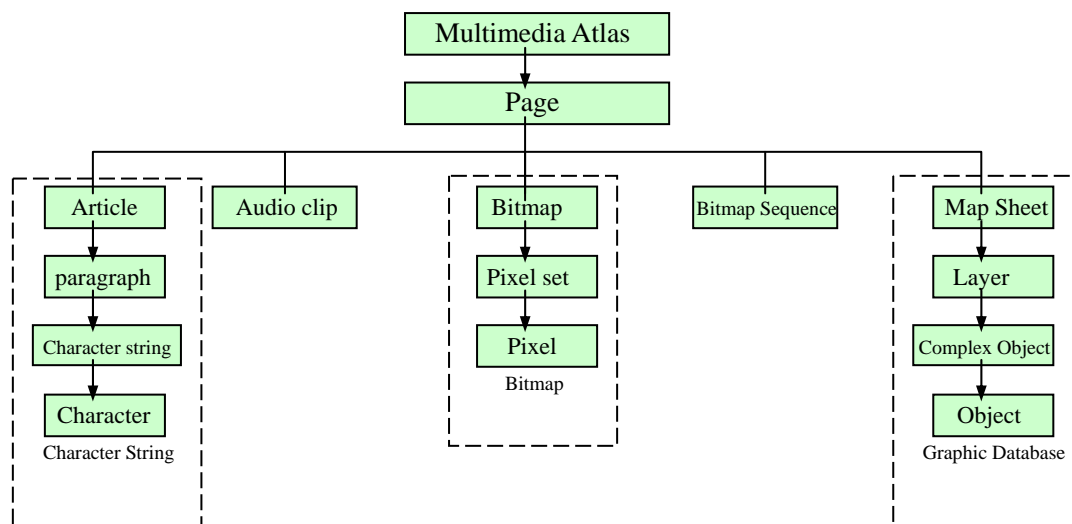 Multimedia Atlas
Page
Article
Audio clip
Bitmap
Bitmap Sequence
Map Sheet
paragraph
Pixel set
Layer
Character string
Pixel
Complex Object
Bitmap
Character
Object
Character String
Graphic Database